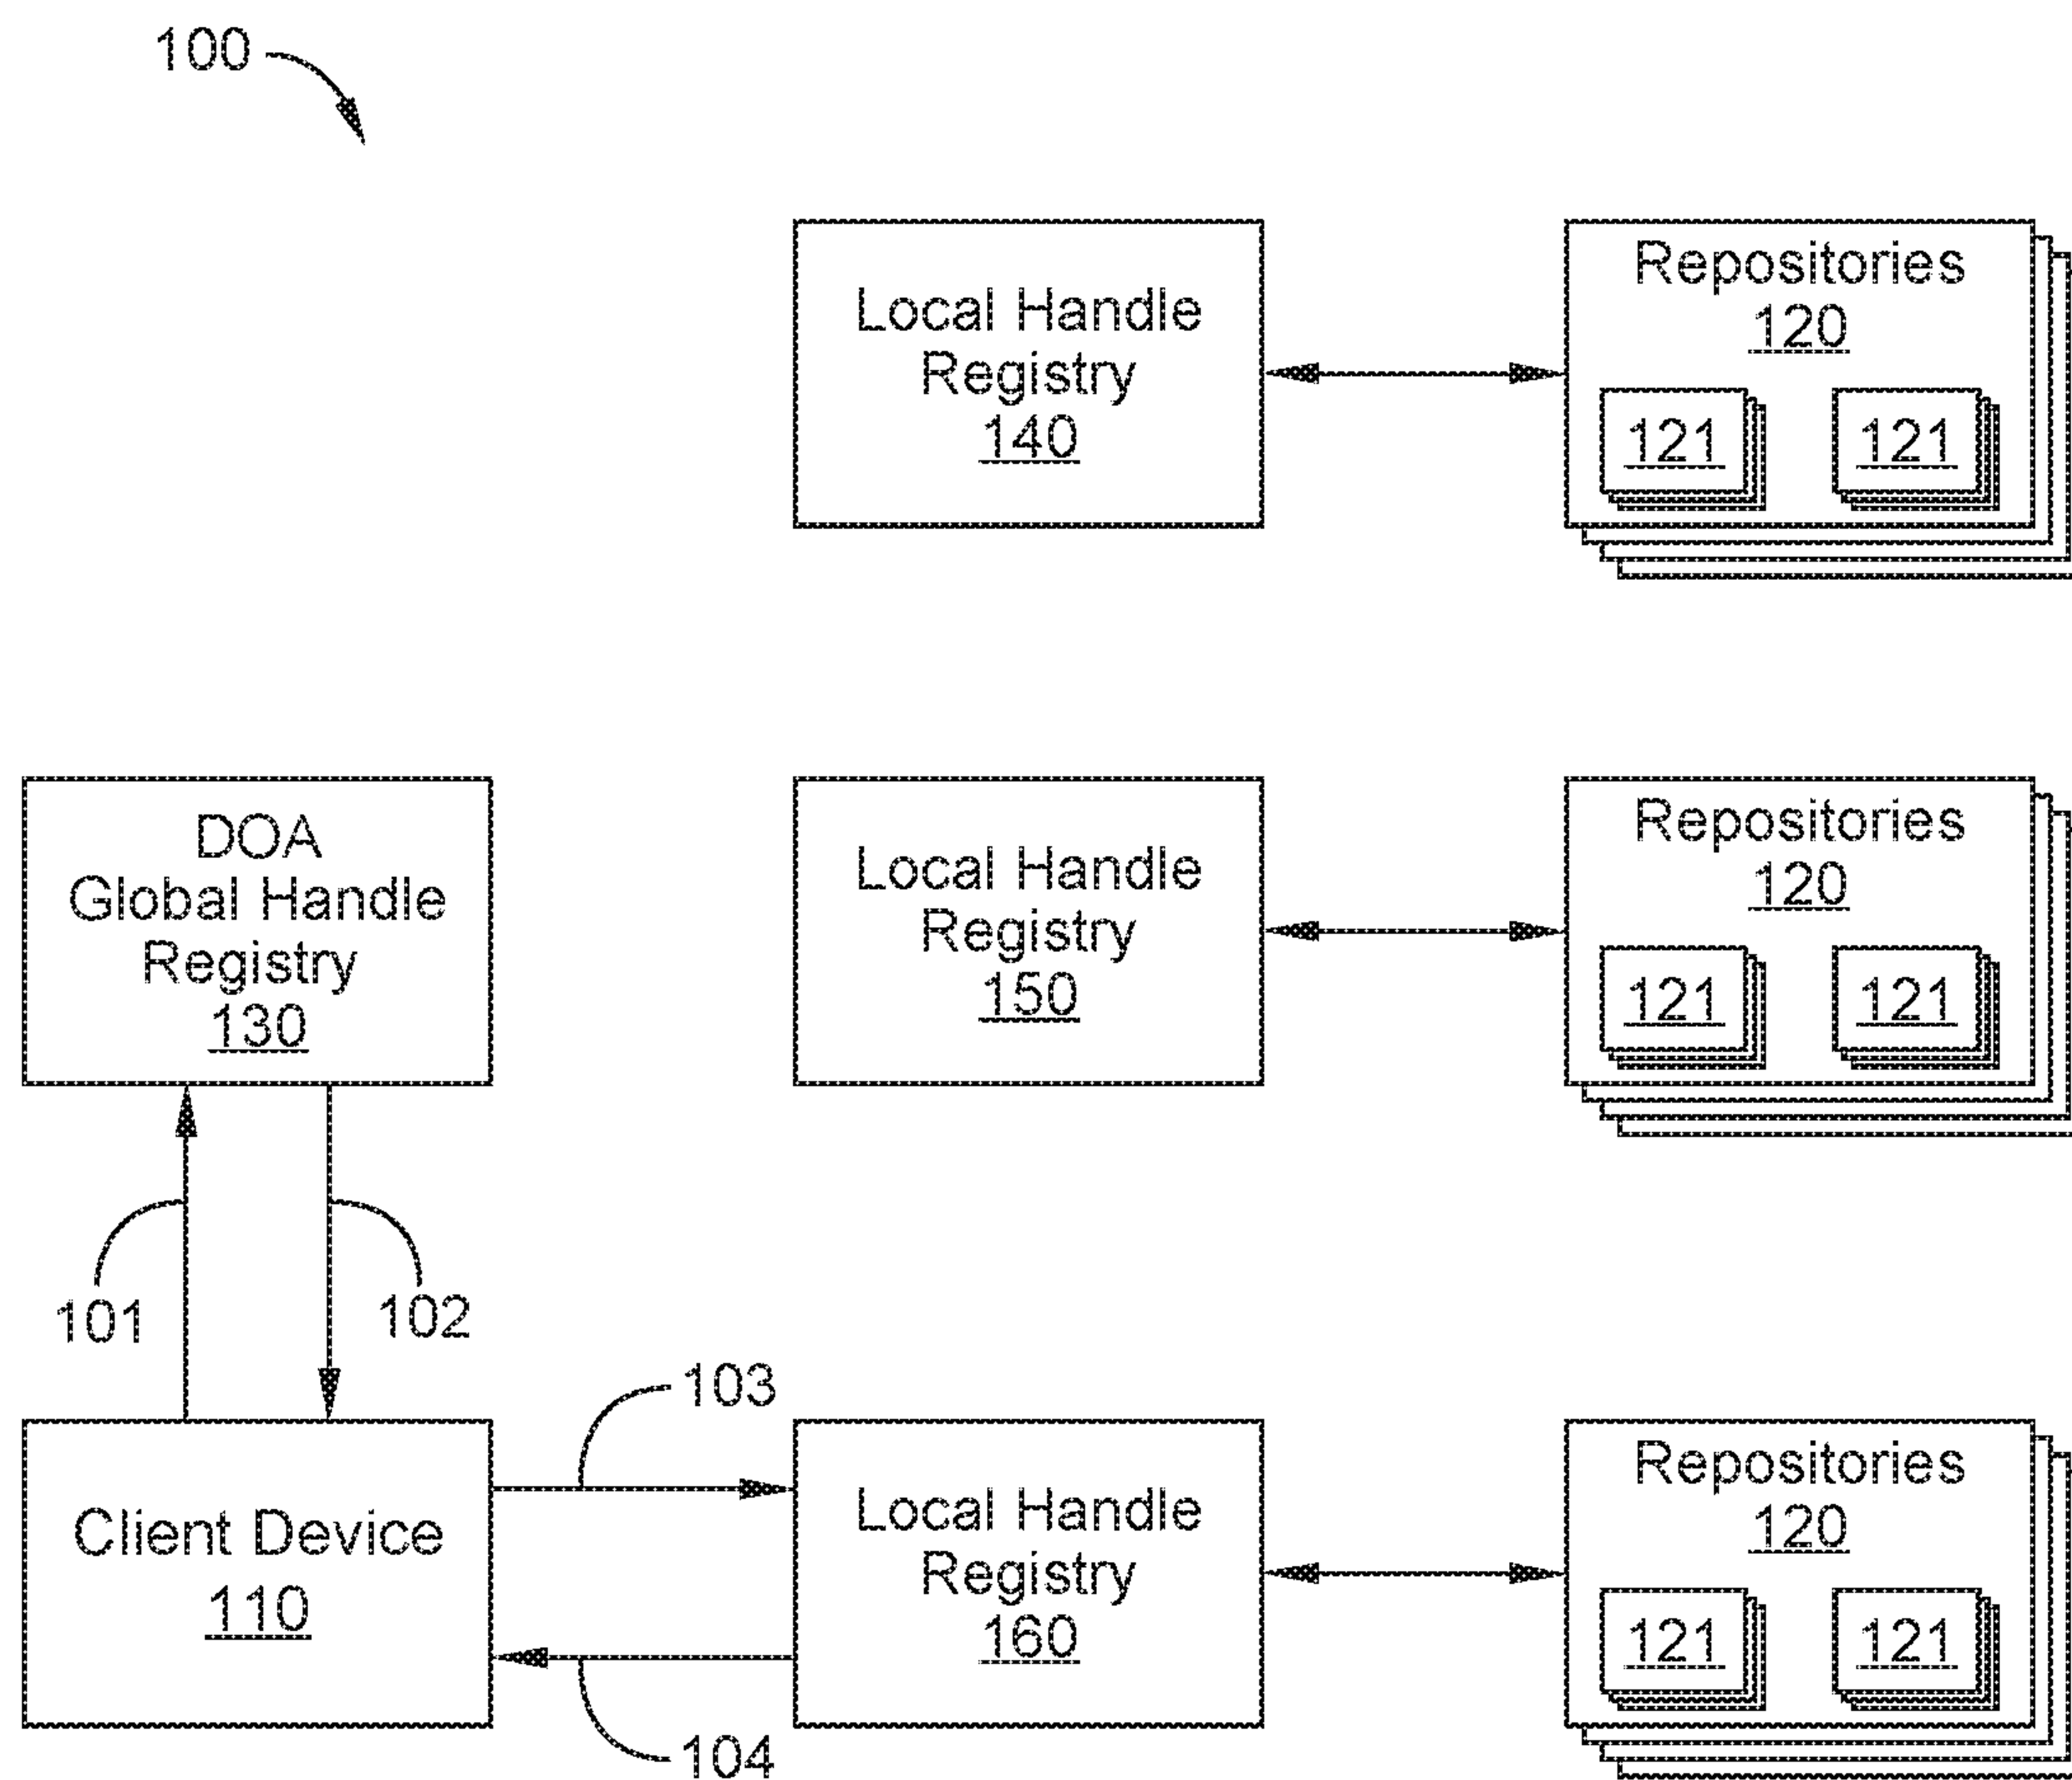 100
Local Handle
Registry
140
Repositories
120
121
121
DOA
Global Handle
Registry
130
Local Handle
Registry
150
Repositories
120
121
121
101
102
103
Client Device
110
Local Handle
Registry
160
104
Repositories
120
121
121